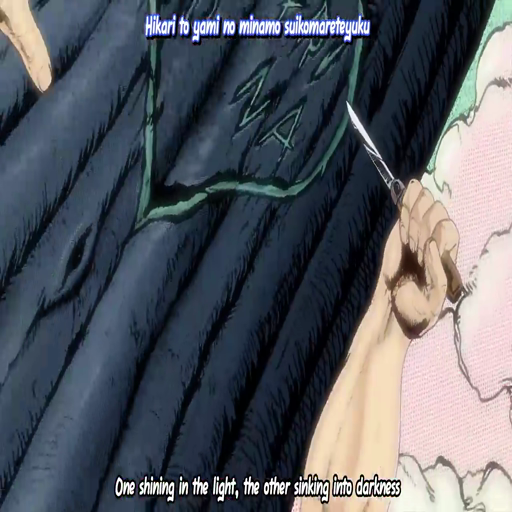 Hikari to yami no minamo suikomareteyuku
One shining in the light, the other sinking into darkness